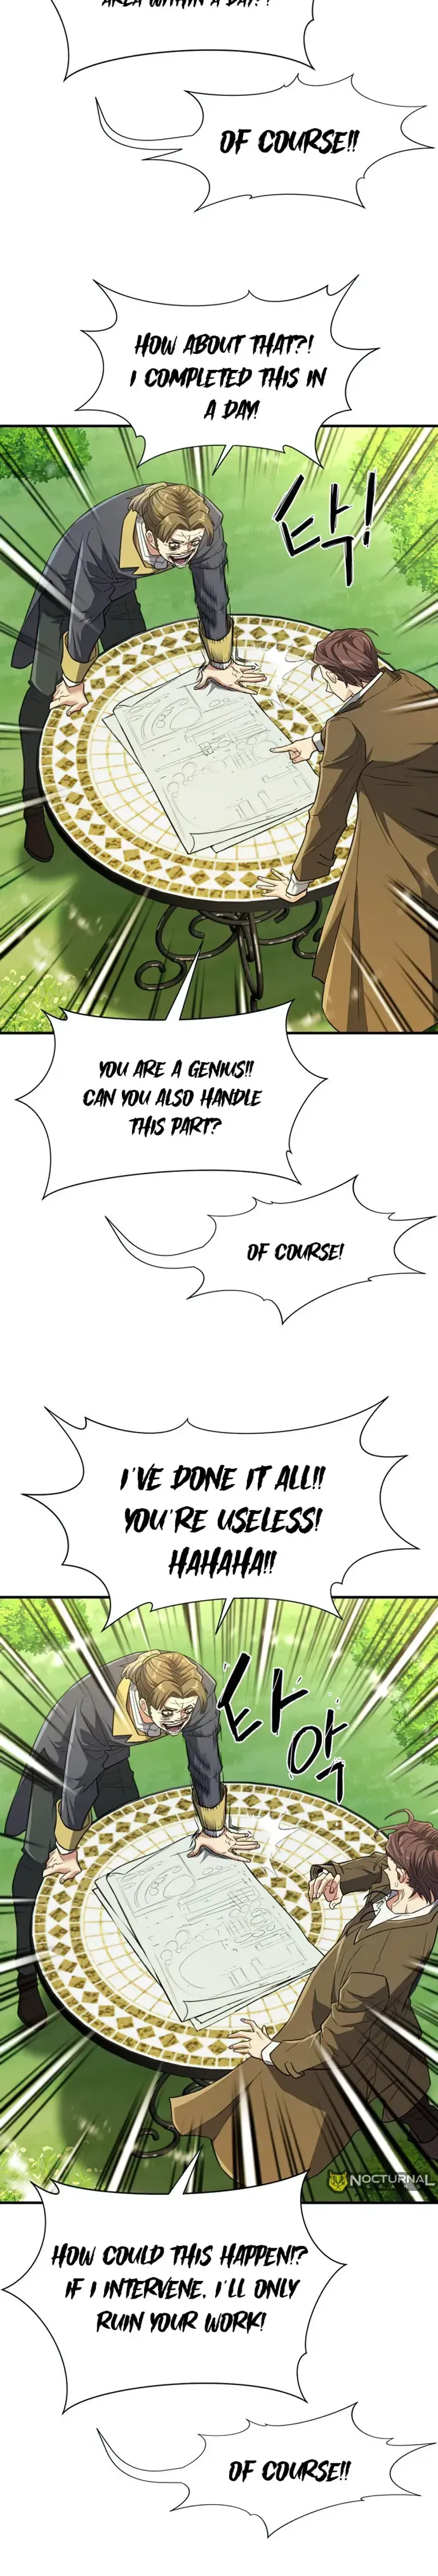 AREA WITHIN A DAY??
OF COURSE!!
HOW ABOUT THAT?!
I COMPLETED THIS IN
A DAY!
탁!
YOU ARE A GENIUS!!
CAN YOU ALSO HANDLE
THIS PART?
OF COURSE!
I'VE DONE IT ALL!!
YOU'RE USELESS!
HAHAHA!!
타
악
NOCTURNAL
SCANS
HOW COULD THIS HAPPEN!?
IF I INTERVENE, I'LL ONLY
RUIN YOUR WORK!
OF COURSE!!